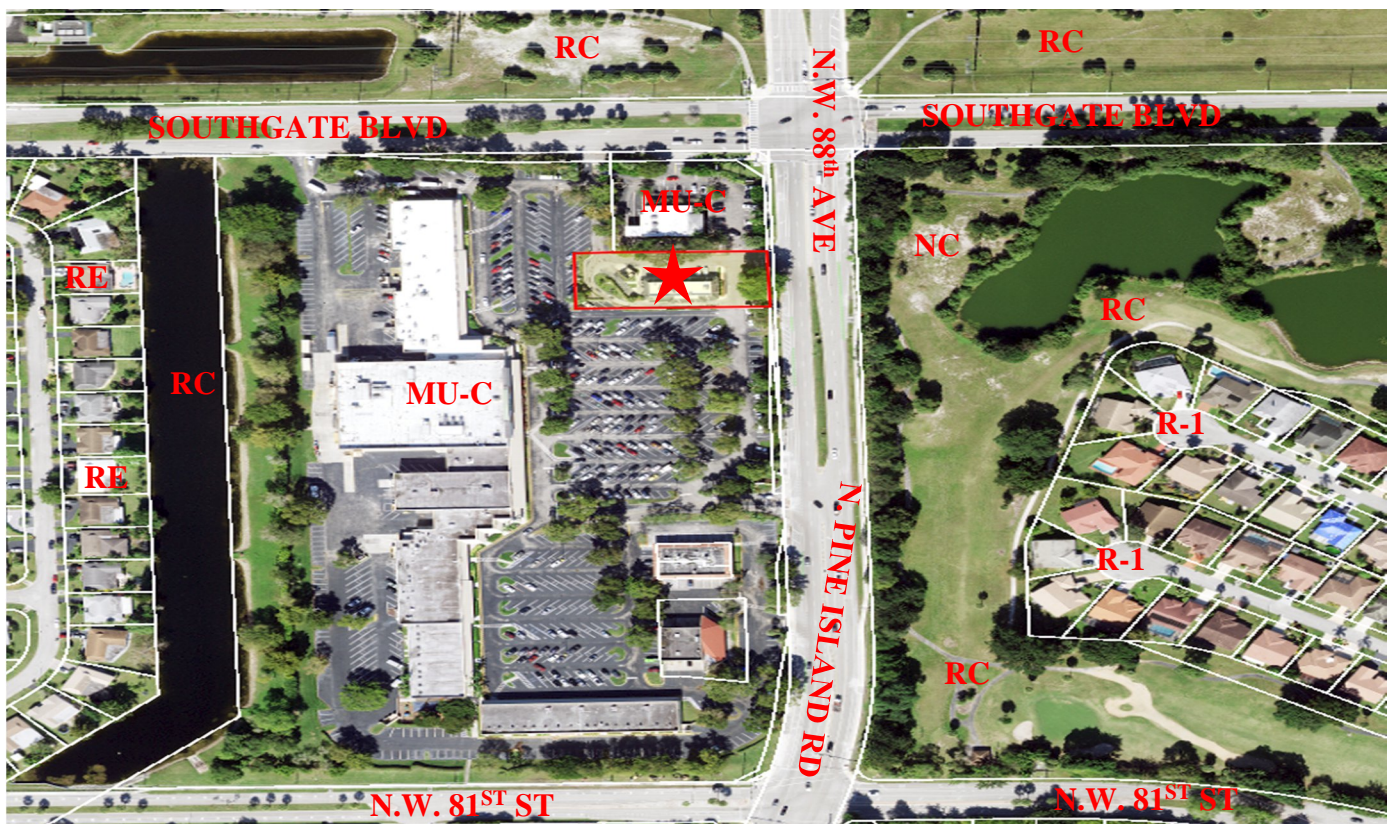 RC
RC
SOUTHGATE BLVD
SOUTHGATE BLVD
N.W. 88th AVE
MU-C
NC
RE
RC
RC
MU-C
R-1
RE
R-1
N. PINE ISLAND RD
RC
N.W. 81ST ST
N.W. 81ST ST